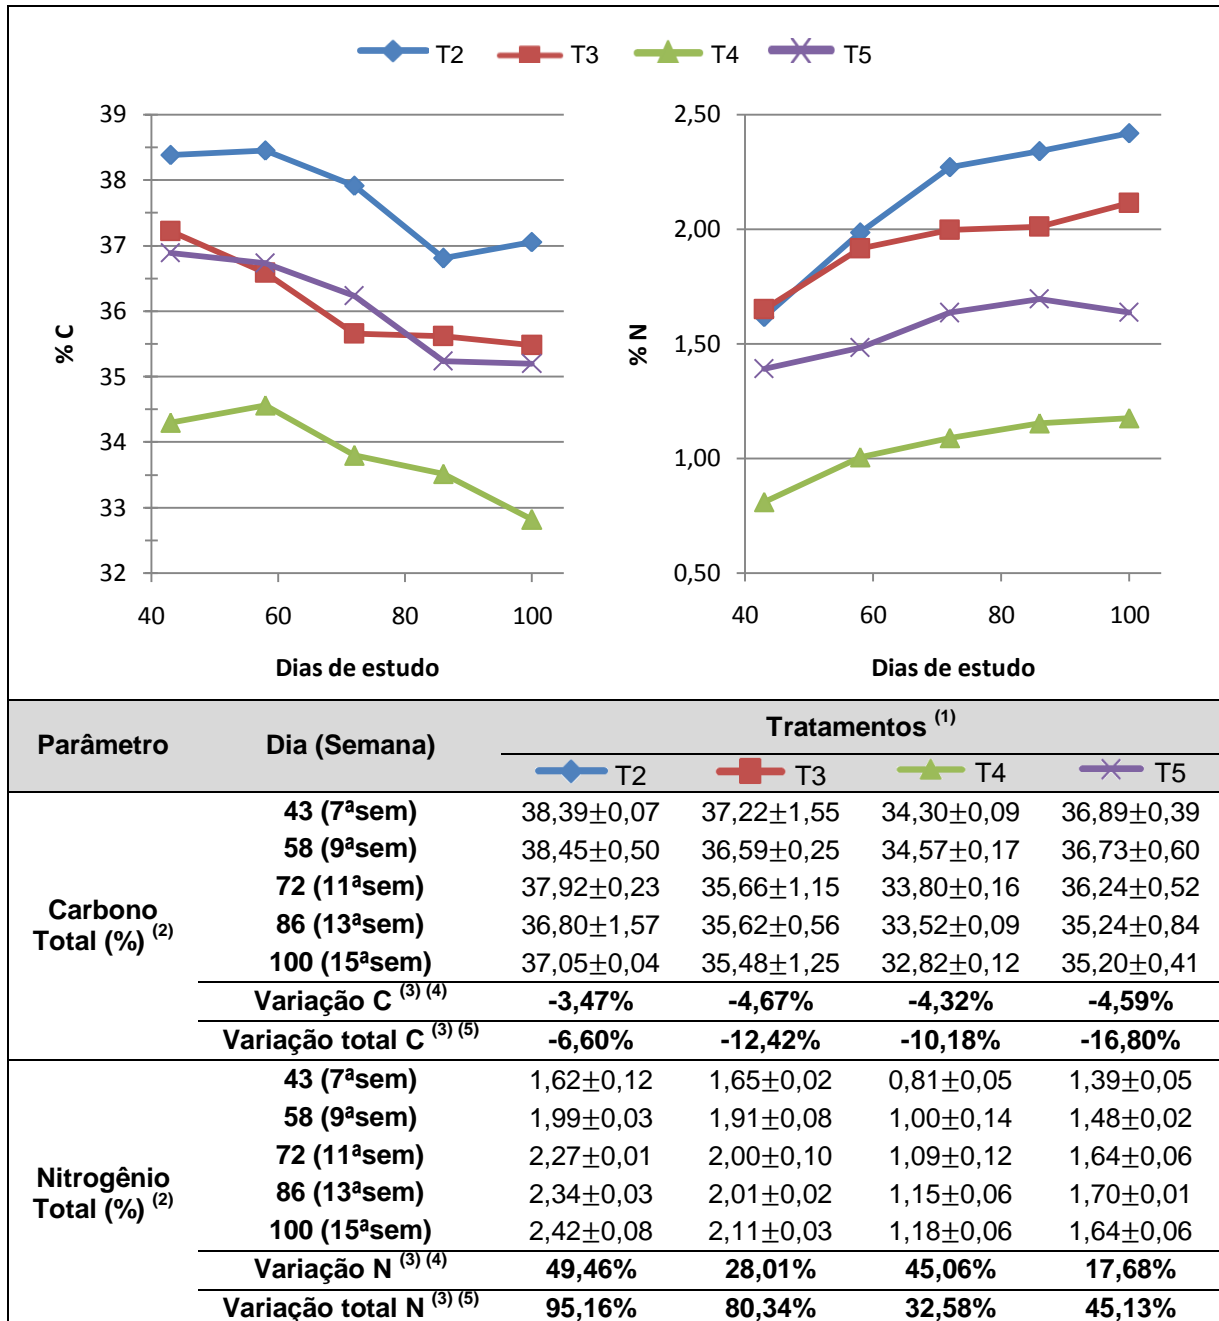 T2 T3 T4 T5
39
38
37
36
35
34
33
32
% C
40 60 80 100
Dias de estudo
2,50
2,00
1,50
1,00
0,50
% N
40 60 80 100
Dias de estudo
Parâmetro Dia (Semana) Tratamentos (1)
T2 T3 T4 T5
Carbono Total (%) (2)
43 (7ªsem) 38,39±0,07 37,22±1,55 34,30±0,09 36,89±0,39
58 (9ªsem) 38,45±0,50 36,59±0,25 34,57±0,17 36,73±0,60
72 (11ªsem) 37,92±0,23 35,66±1,15 33,80±0,16 36,24±0,52
86 (13ªsem) 36,80±1,57 35,62±0,56 33,52±0,09 35,24±0,84
100 (15ªsem) 37,05±0,04 35,48±1,25 32,82±0,12 35,20±0,41
Variação C (3) (4) -3,47% -4,67% -4,32% -4,59%
Variação total C (3) (5) -6,60% -12,42% -10,18% -16,80%
Nitrogênio Total (%) (2)
43 (7ªsem) 1,62±0,12 1,65±0,02 0,81±0,05 1,39±0,05
58 (9ªsem) 1,99±0,03 1,91±0,08 1,00±0,14 1,48±0,02
72 (11ªsem) 2,27±0,01 2,00±0,10 1,09±0,12 1,64±0,06
86 (13ªsem) 2,34±0,03 2,01±0,02 1,15±0,06 1,70±0,01
100 (15ªsem) 2,42±0,08 2,11±0,03 1,18±0,06 1,64±0,06
Variação N (3) (4) 49,46% 28,01% 45,06% 17,68%
Variação total N (3) (5) 95,16% 80,34% 32,58% 45,13%